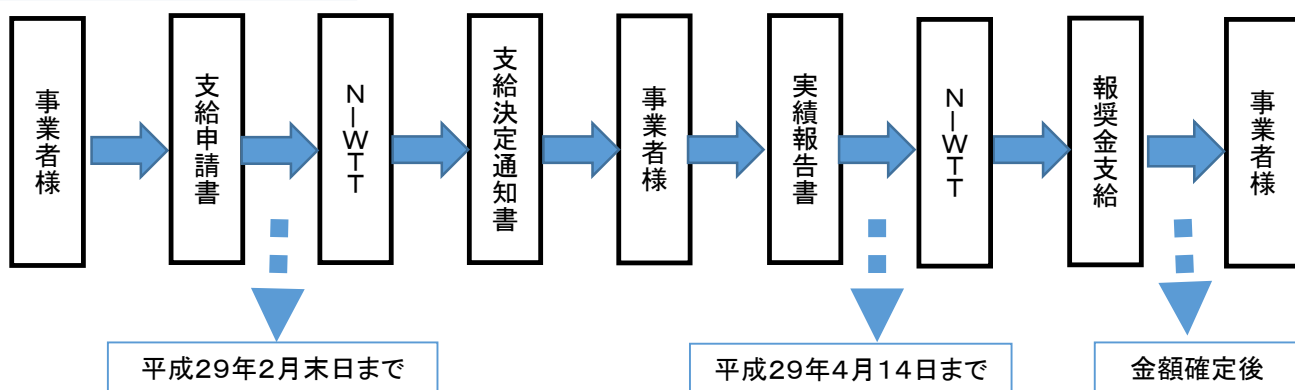 事業者様
支給申請書
NIWTT
支給決定通知書
事業者様
実績報告書
NIWTT
報奨金支給
事業者様
平成29年2月末日まで
平成29年4月14日まで
金額確定後